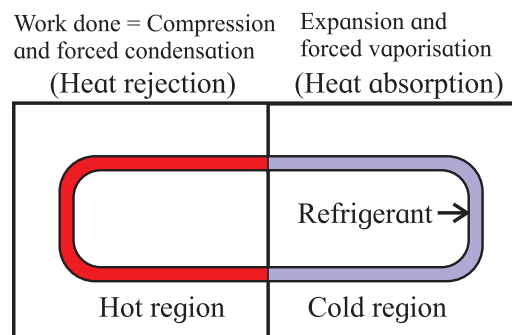 Work done = Compression
and forced condensation
(Heat rejection)
Expansion and
forced vaporisation
(Heat absorption)
Refrigerant
Hot region
Cold region